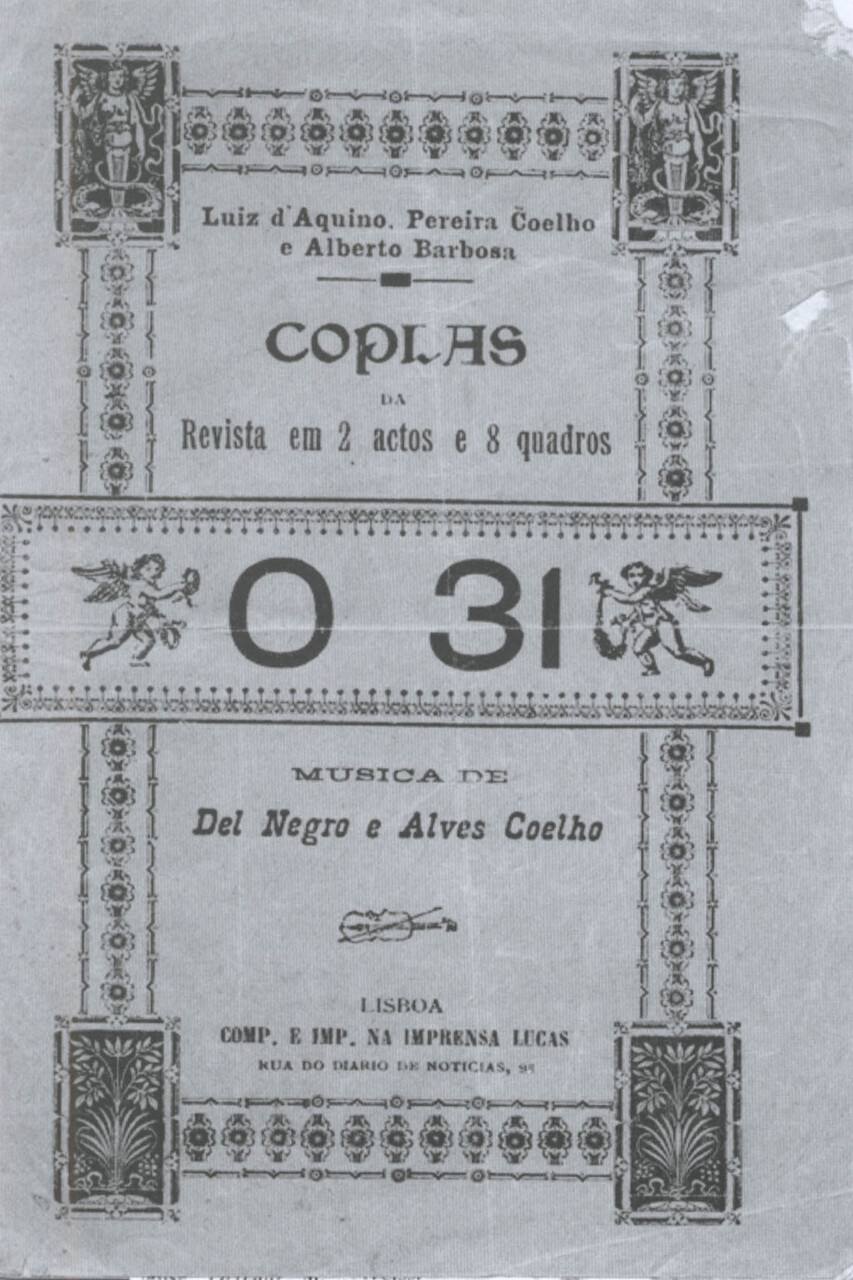 Luiz d'Aquino, Pereira Coelho
e Alberto Barbosa
COPLAS
DA
Revista em 2 actos e 8 quadros
O 31
MUSICA DE
Del Negro e Alves Coelho
LISBOA
COMP. E IMP. NA IMPRENSA LUCAS
RUA DO DIARIO DE NOTICIAS,